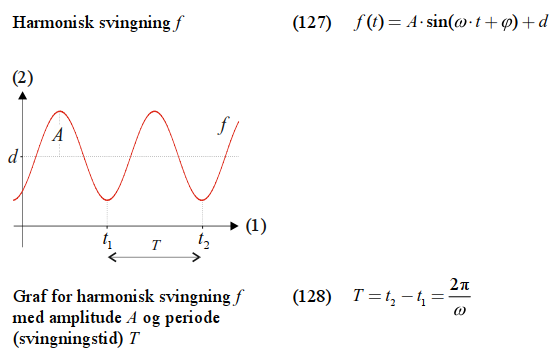 Harmonisk svingning f (127) f(t) = A·sin(ω·t + φ) + d
(2)
A
f
d
(1)
t₁ T t₂
Graf for harmonisk svingning f (128) T = t₂ − t₁ = 2π/ω
med amplitude A og periode
(svingningstid) T